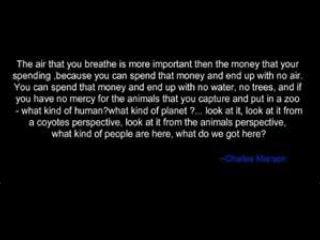 The air that you breathe is more important then the money that your
spending ,because you can spend that money and end up with no air.
You can spend that money and end up with no water, no trees, and if
you have no mercy for the animals that you capture and put in a zoo
- what kind of human?what kind of planet ?... look at it, look at it from
a coyotes perspective, look at it from the animals perspective,
what kind of people are here, what do we got here?
~Charles Manson